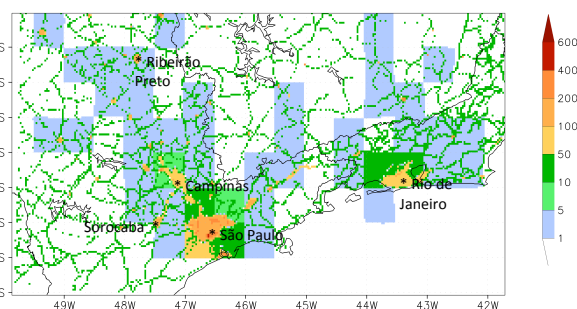 600
400
200
100
50
10
5
1
Ribeirão
Preto
Campinas
Rio de
Janeiro
Sorocaba
São Paulo
S
S
S
S
S
S
S
S
49W
48W
47W
46W
45W
44W
43W
42W